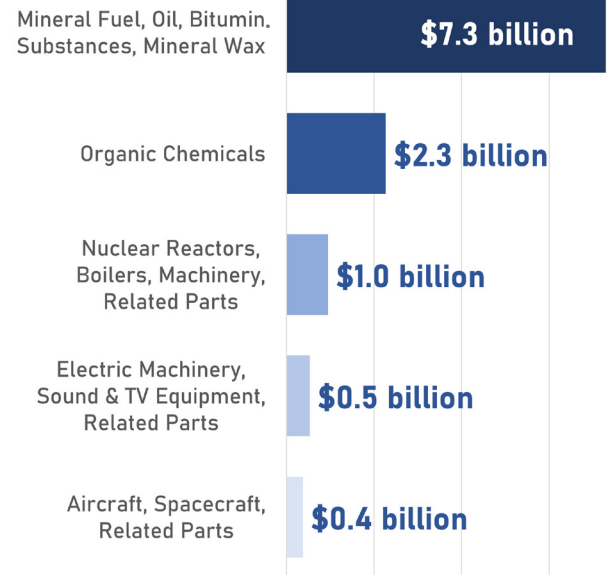 Mineral Fuel, Oil, Bitumin.
Substances, Mineral Wax
$7.3 billion
Organic Chemicals
$2.3 billion
Nuclear Reactors,
Boilers, Machinery,
Related Parts
$1.0 billion
Electric Machinery,
Sound & TV Equipment,
Related Parts
$0.5 billion
Aircraft, Spacecraft,
Related Parts
$0.4 billion